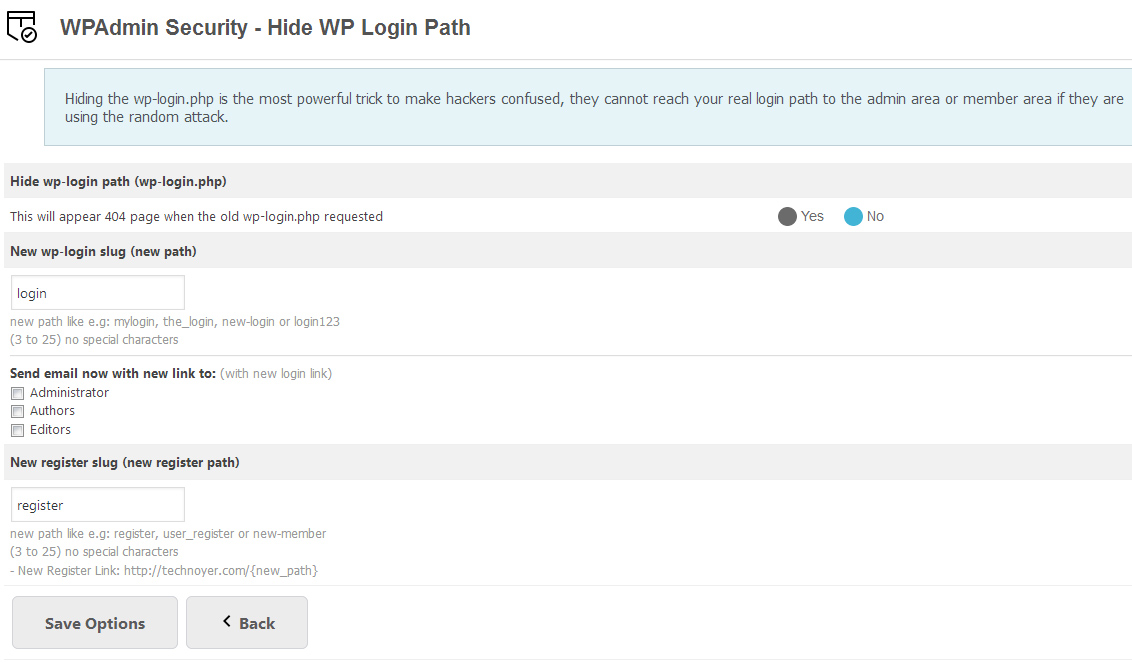 WPAdmin Security - Hide WP Login Path
Hiding the wp-login.php is the most powerful trick to make hackers confused, they cannot reach your real login path to the admin area or member area if they are
using the random attack.
Hide wp-login path (wp-login.php)
This will appear 404 page when the old wp-login.php requested
Yes No
New wp-login slug (new path)
login
new path like e.g: mylogin, the_login, new-login or login123
(3 to 25) no special characters
Send email now with new link to: (with new login link)
Administrator
Authors
Editors
New register slug (new register path)
register
new path like e.g: register, user_register or new-member
(3 to 25) no special characters
- New Register Link: http://technoyer.com/{new_path}
Save Options Back